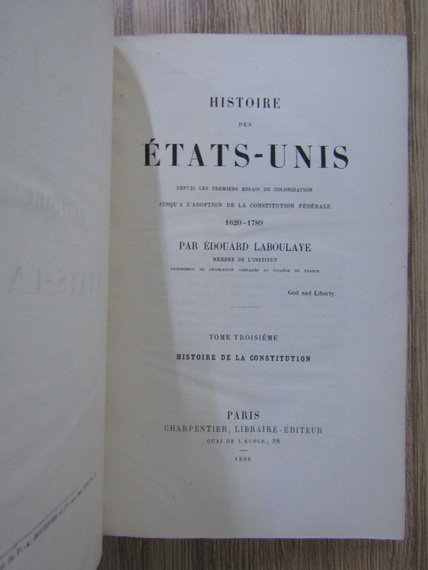 HISTOIRE
DES
ÉTATS-UNIS
DEPUIS LES PREMIERS ESSAIS DE COLONISATION
JUSQU'A L'ADOPTION DE LA CONSTITUTION FÉDÉRALE
1620-1789
PAR ÉDOUARD LABOULAYE
MEMBRE DE L'INSTITUT
PROFESSEUR DE LÉGISLATION COMPARÉE AU COLLÉGE DE FRANCE
God and Liberty.
TOME TROISIÈME
HISTOIRE DE LA CONSTITUTION
PARIS
CHARPENTIER, LIBRAIRE-ÉDITEUR
QUAI DE L'ÉCOLE, 28
1866